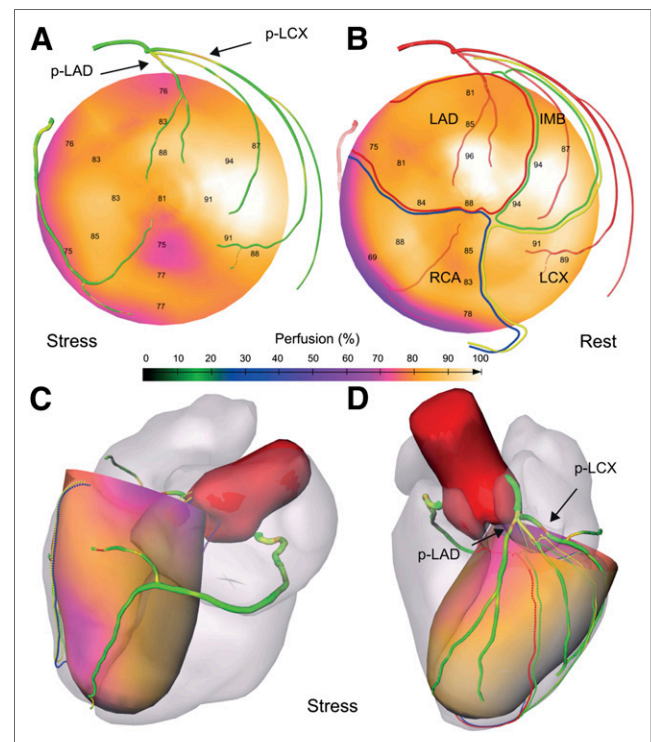 A
p-LCX
p-LAD
76
83
76
83
88
94
87
83
81
91
85
75
75
91
88
77
77
Stress
B
81
LAD
IMB
85
75
81
96
87
94
84
88
94
88
85
91
89
69
RCA
83
LCX
78
Rest
Perfusion (%)
0 10 20 30 40 50 60 70 80 90 100
C
D
p-LCX
p-LAD
Stress